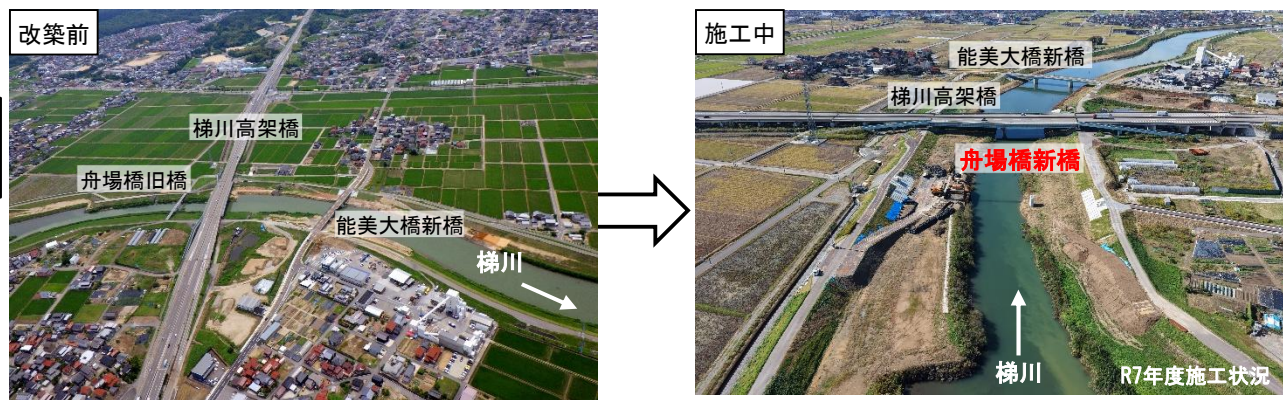 改築前
梯川高架橋
舟場橋旧橋
能美大橋新橋
梯川
施工中
能美大橋新橋
梯川高架橋
舟場橋新橋
梯川
R7年度施工状況